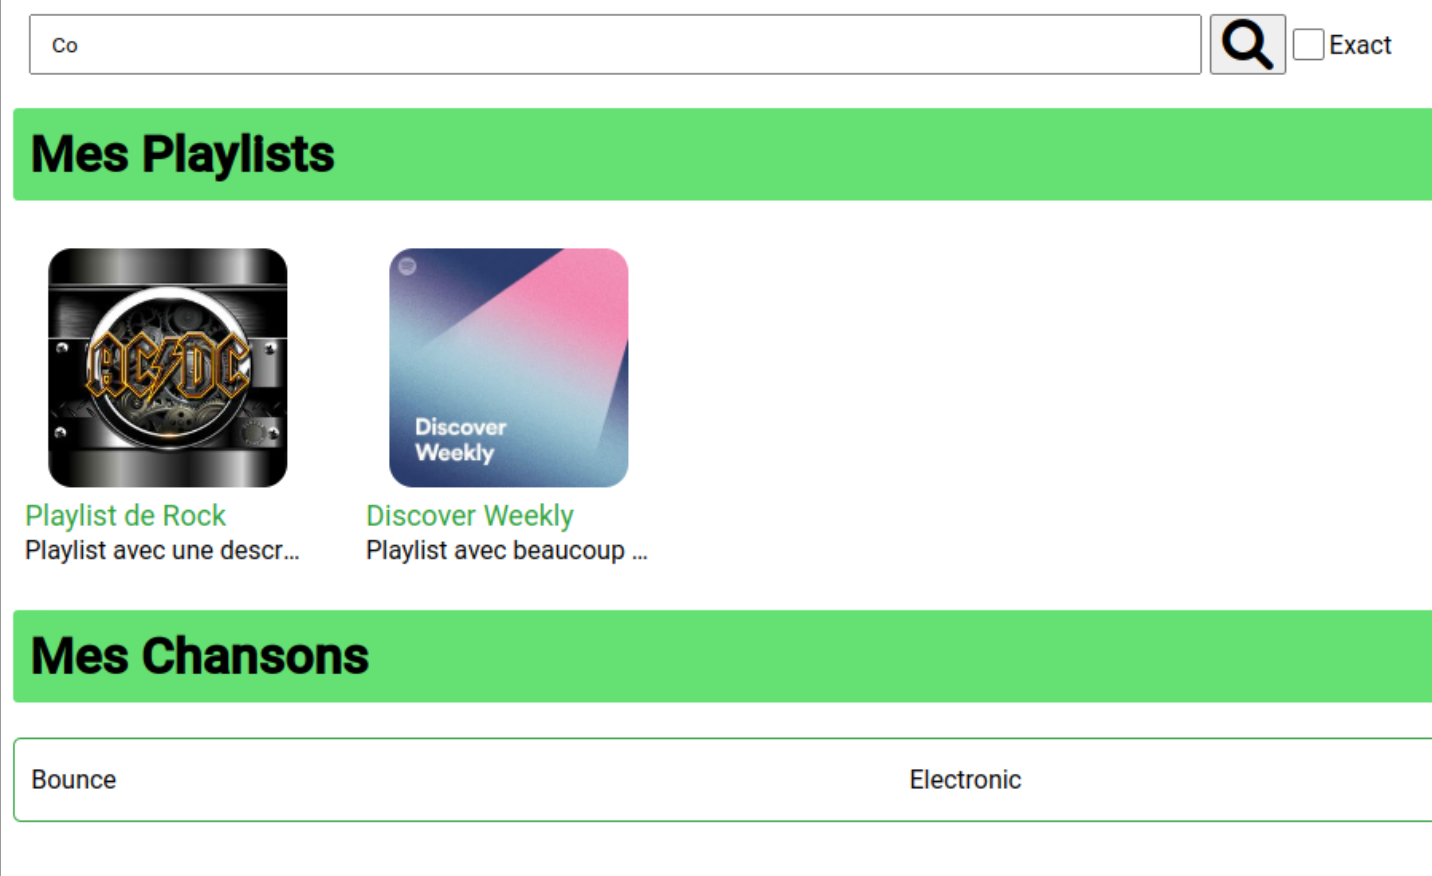 Co
Exact
Mes Playlists
AC/DC
Discover
Weekly
Playlist de Rock
Discover Weekly
Playlist avec une descr...
Playlist avec beaucoup ...
Mes Chansons
Bounce
Electronic